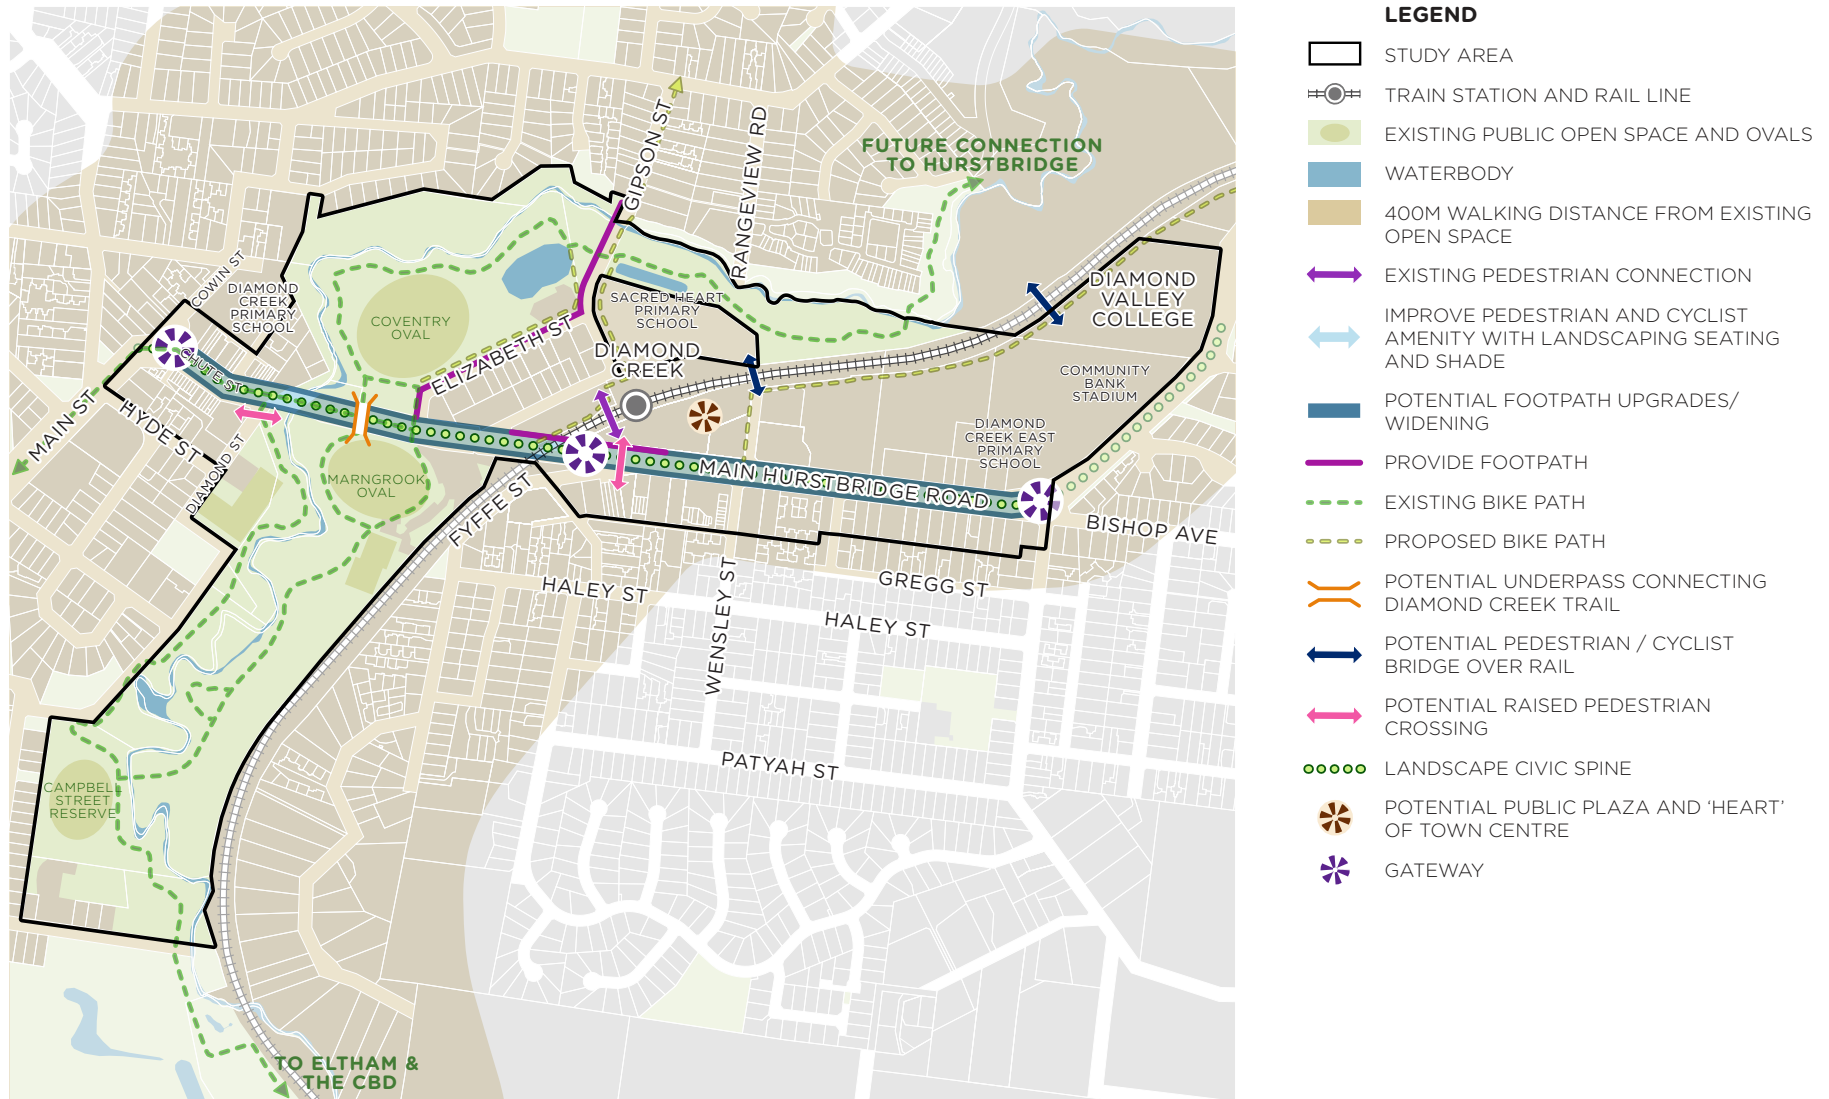 GIPSON ST
RANGEVIEW RD
FUTURE CONNECTION
TO HURSTBRIDGE
COWIN ST
DIAMOND
CREEK
PRIMARY
SCHOOL
COVENTRY
OVAL
SACRED HEART
PRIMARY
SCHOOL
DIAMOND
VALLEY
COLLEGE
ELIZABETH ST
DIAMOND
CREEK
CHUTE ST
COMMUNITY
BANK
STADIUM
MAIN ST
HYDE ST
DIAMOND ST
DIAMOND
CREEK EAST
PRIMARY
SCHOOL
MARNGROOK
OVAL
MAIN HURSTBRIDGE ROAD
FYFFE ST
BISHOP AVE
HALEY ST
WENSLEY ST
GREGG ST
HALEY ST
PATYAH ST
CAMPBELL
STREET
RESERVE
TO ELTHAM &
THE CBD
LEGEND
STUDY AREA
TRAIN STATION AND RAIL LINE
EXISTING PUBLIC OPEN SPACE AND OVALS
WATERBODY
400M WALKING DISTANCE FROM EXISTING
OPEN SPACE
EXISTING PEDESTRIAN CONNECTION
IMPROVE PEDESTRIAN AND CYCLIST
AMENITY WITH LANDSCAPING SEATING
AND SHADE
POTENTIAL FOOTPATH UPGRADES/
WIDENING
PROVIDE FOOTPATH
EXISTING BIKE PATH
PROPOSED BIKE PATH
POTENTIAL UNDERPASS CONNECTING
DIAMOND CREEK TRAIL
POTENTIAL PEDESTRIAN / CYCLIST
BRIDGE OVER RAIL
POTENTIAL RAISED PEDESTRIAN
CROSSING
LANDSCAPE CIVIC SPINE
POTENTIAL PUBLIC PLAZA AND ‘HEART’
OF TOWN CENTRE
GATEWAY